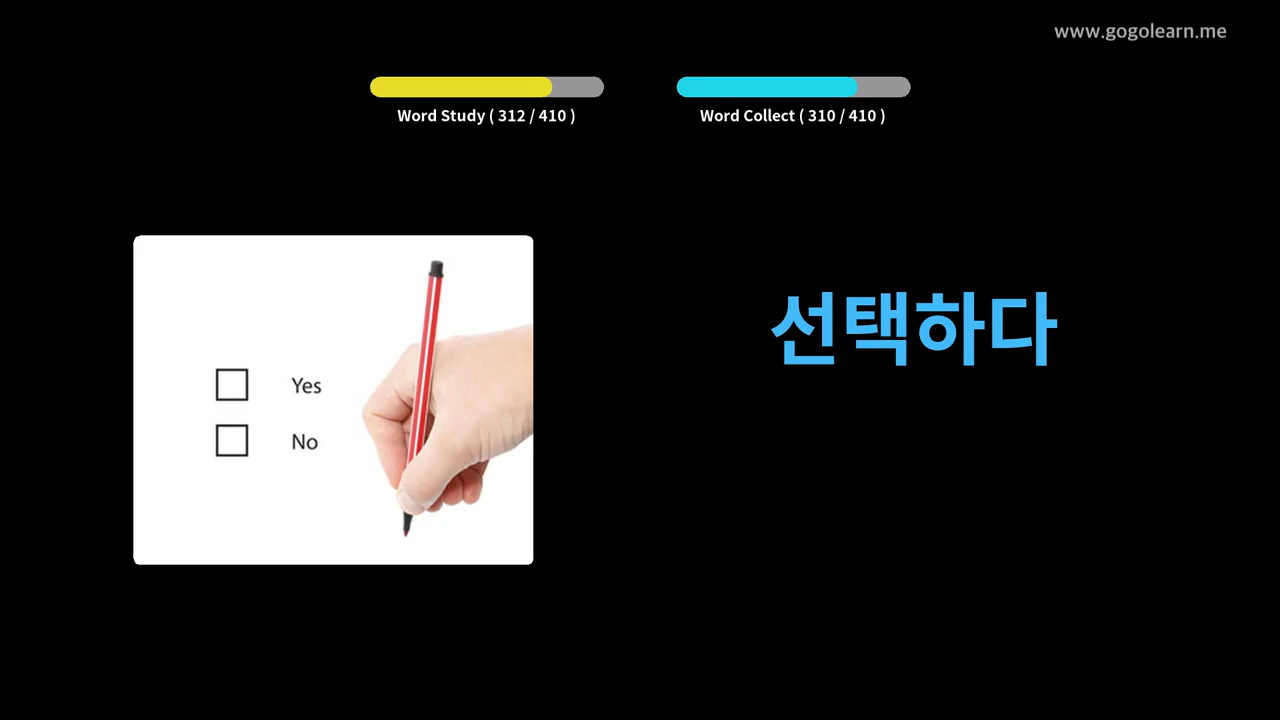 www.gogolearn.me
Word Study ( 312 / 410 )
Word Collect ( 310 / 410 )
선택하다
Yes
No